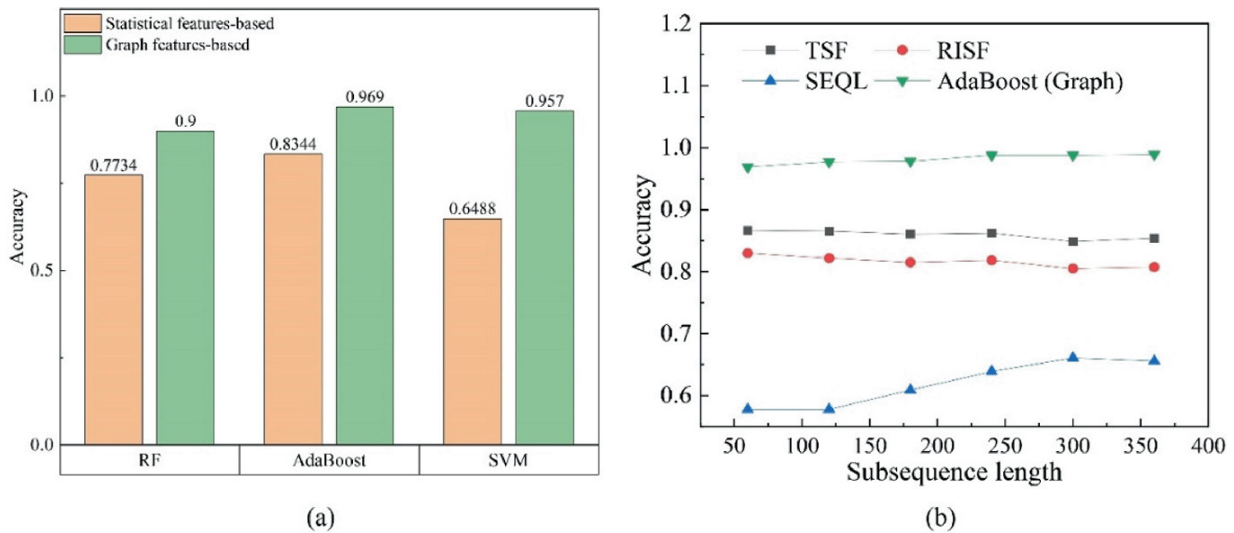 Statistical features-based
Graph features-based
1.0
0.5
0.0
Accuracy
0.7734
0.9
0.8344
0.969
0.6488
0.957
RF AdaBoost SVM
(a)
1.2
1.1
1.0
0.9
0.8
0.7
0.6
Accuracy
TSF RISF
SEQL AdaBoost (Graph)
50 100 150 200 250 300 350 400
Subsequence length
(b)